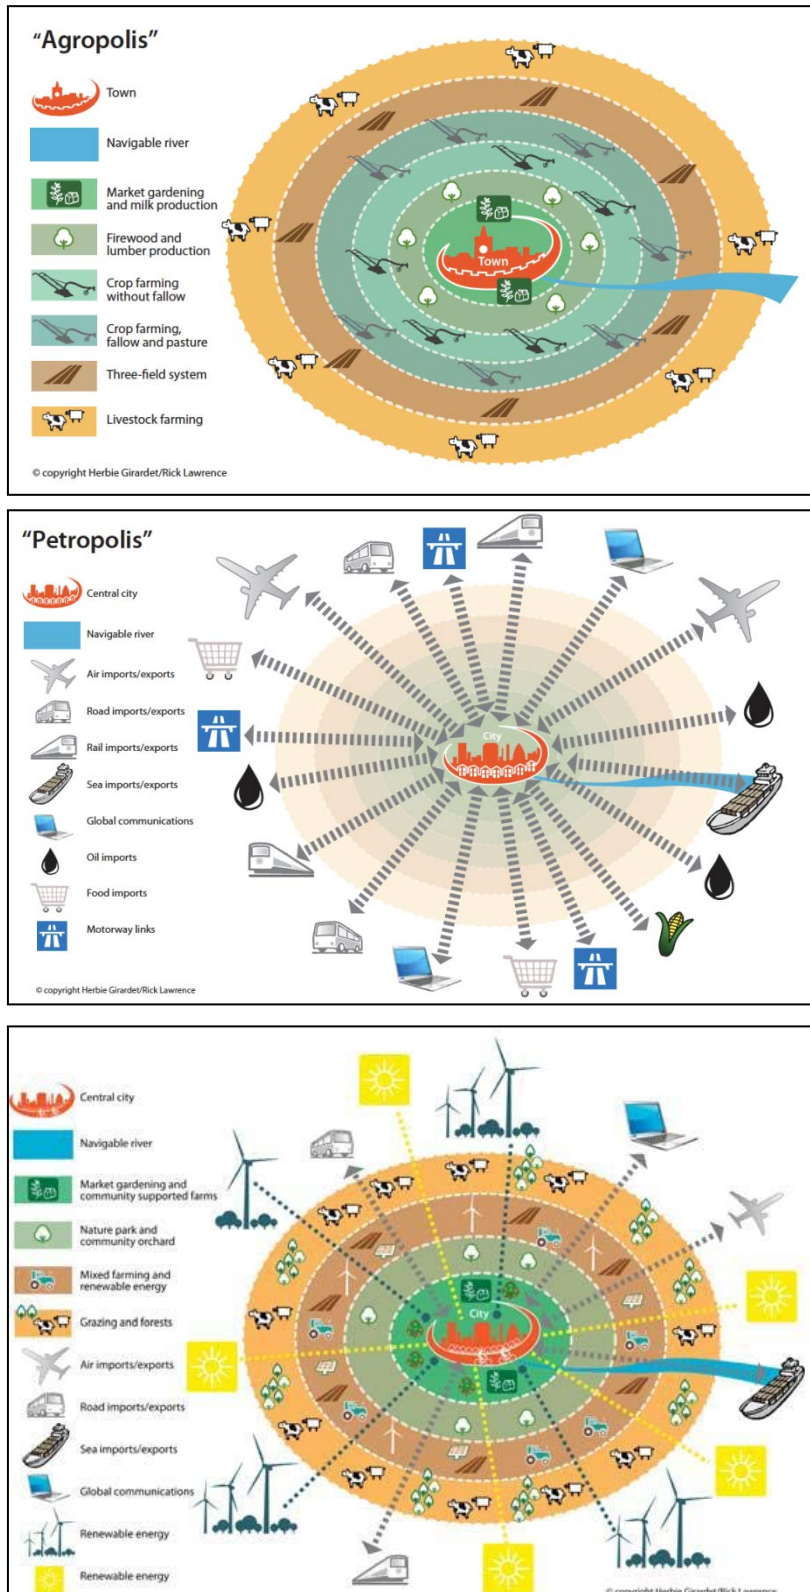 "Agropolis"
Town
Navigable river
Market gardening
and milk production
Firewood and
lumber production
Crop farming
without fallow
Crop farming,
fallow and pasture
Three-field system
Livestock farming
© copyright Herbie Girardet/Rick Lawrence
Town
"Petropolis"
Central city
Navigable river
Air imports/exports
Road imports/exports
Rail imports/exports
Sea imports/exports
Global communications
Oil imports
Food imports
Motorway links
© copyright Herbie Girardet/Rick Lawrence
City
Central city
Navigable river
Market gardening and
community supported farms
Nature park and
community orchard
Mixed farming and
renewable energy
Grazing and forests
Air imports/exports
Road imports/exports
Sea imports/exports
Global communications
Renewable energy
Renewable energy
City
© copyright Herbie Girardet/Rick Lawrence